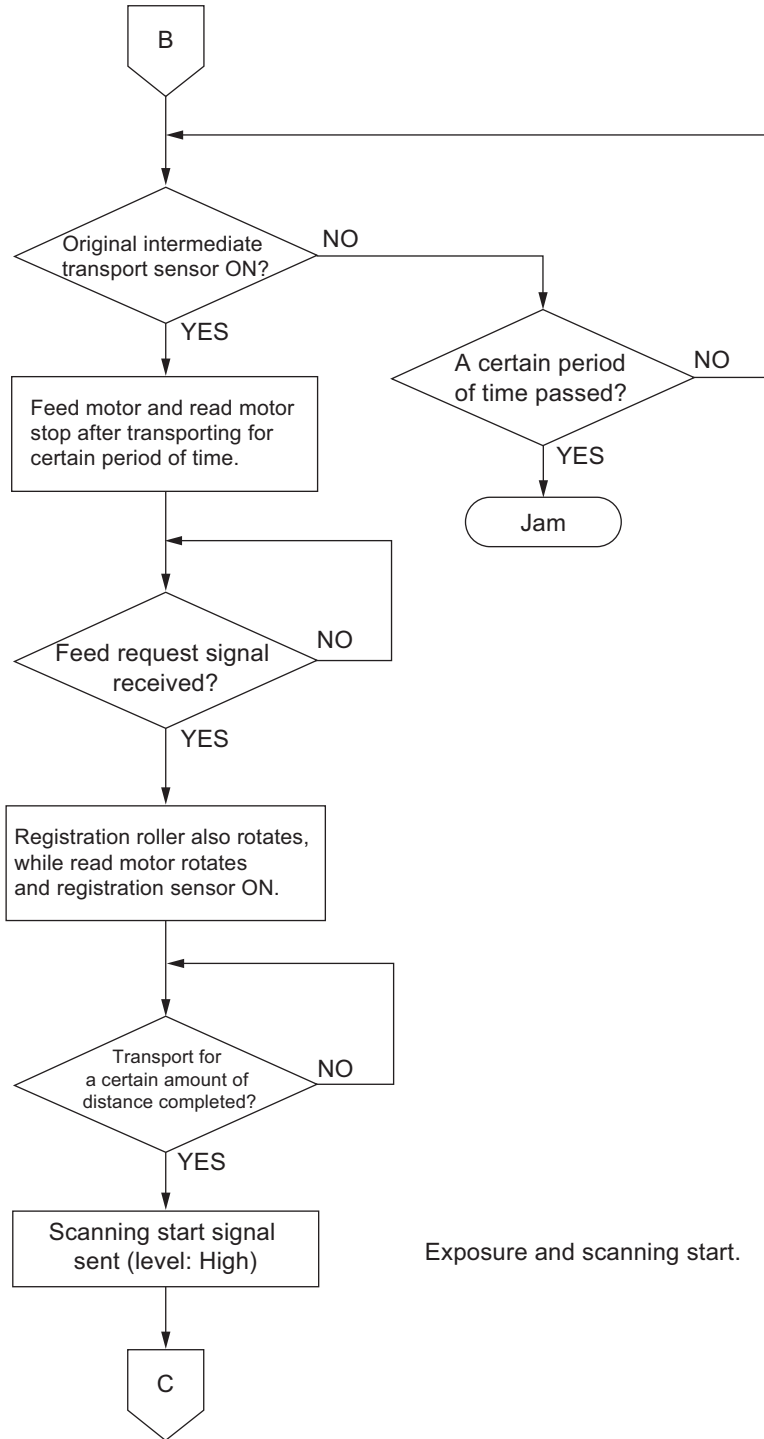 B
Original intermediate
transport sensor ON?
NO
YES
A certain period
of time passed?
NO
YES
Jam
Feed motor and read motor
stop after transporting for
certain period of time.
Feed request signal
received?
NO
YES
Registration roller also rotates,
while read motor rotates
and registration sensor ON.
Transport for
a certain amount of
distance completed?
NO
YES
Scanning start signal
sent (level: High)
Exposure and scanning start.
C